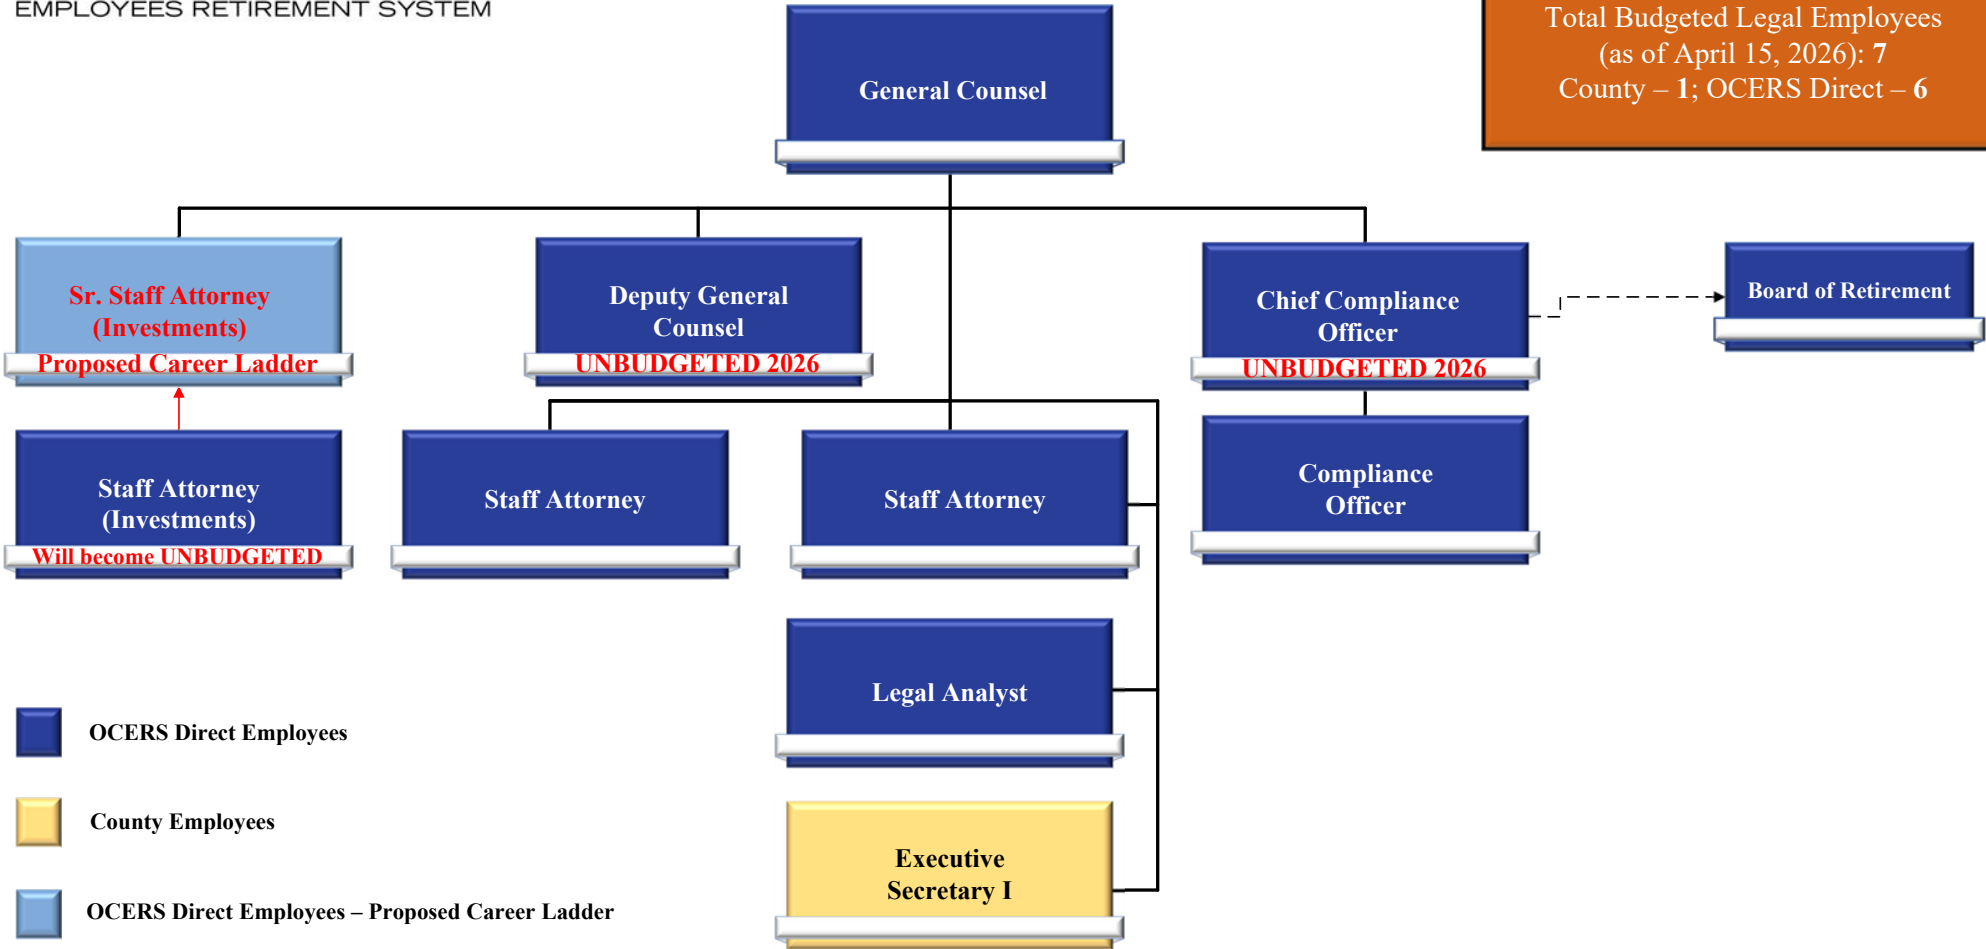 EMPLOYEES RETIREMENT SYSTEM
Total Budgeted Legal Employees
(as of April 15, 2026): 7
County – 1; OCERS Direct – 6
General Counsel
Sr. Staff Attorney
(Investments)
Proposed Career Ladder
Deputy General
Counsel
UNBUDGETED 2026
Chief Compliance
Officer
UNBUDGETED 2026
Board of Retirement
Staff Attorney
(Investments)
Will become UNBUDGETED
Staff Attorney
Staff Attorney
Compliance
Officer
Legal Analyst
Executive
Secretary I
OCERS Direct Employees
County Employees
OCERS Direct Employees – Proposed Career Ladder